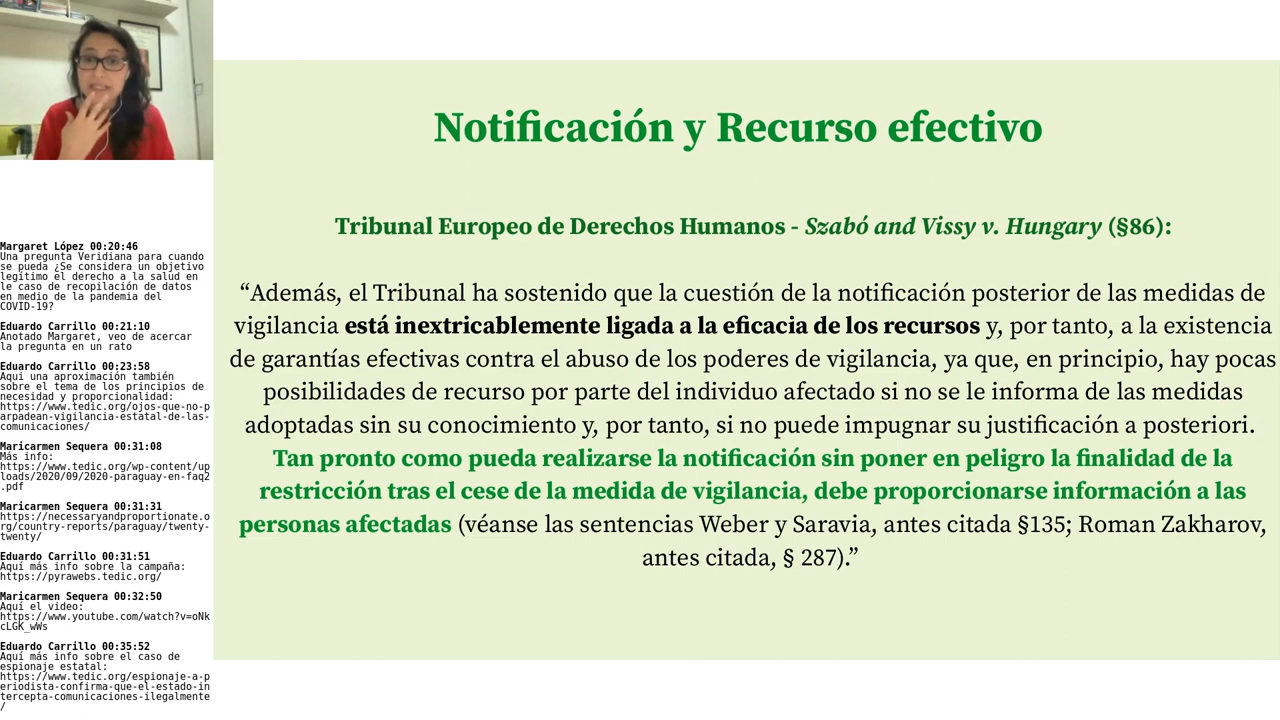 Notificación y Recurso efectivo
Tribunal Europeo de Derechos Humanos - Szabó and Vissy v. Hungary (§86):
“Además, el Tribunal ha sostenido que la cuestión de la notificación posterior de las medidas de
vigilancia está inextricablemente ligada a la eficacia de los recursos y, por tanto, a la existencia
de garantías efectivas contra el abuso de los poderes de vigilancia, ya que, en principio, hay pocas
posibilidades de recurso por parte del individuo afectado si no se le informa de las medidas
adoptadas sin su conocimiento y, por tanto, si no puede impugnar su justificación a posteriori.
Tan pronto como pueda realizarse la notificación sin poner en peligro la finalidad de la
restricción tras el cese de la medida de vigilancia, debe proporcionarse información a las
personas afectadas (véanse las sentencias Weber y Saravia, antes citada §135; Roman Zakharov,
antes citada, § 287).”
Margaret López 00:20:46
Una pregunta Veridiana para cuando
se pueda ¿Se considera un objetivo
legítimo el derecho a la salud en
le caso de recopilación de datos
en medio de la pandemia del
COVID-19?
Eduardo Carrillo 00:21:10
Anotado Margaret, veo de acercar
la pregunta en un rato
Eduardo Carrillo 00:23:58
Aqui una aproximación también
sobre el tema de los principios de
necesidad y proporcionalidad:
https://www.tedic.org/ojos-que-no-p
arpadean-vigilancia-estatal-de-las-
comunicaciones/
Maricarmen Sequera 00:31:08
Más info:
https://www.tedic.org/wp-content/up
loads/2020/09/2020-paraguay-en-faq2
.pdf
Maricarmen Sequera 00:31:31
https://necessaryandproportionate.o
rg/country-reports/paraguay/twenty-
twenty/
Eduardo Carrillo 00:31:51
Aquí más info sobre la campaña:
https://pyrawebs.tedic.org/
Maricarmen Sequera 00:32:50
Aquí el video:
https://www.youtube.com/watch?v=oNk
cLGK_wWs
Eduardo Carrillo 00:35:52
Aquí más info sobre el caso de
espionaje estatal:
https://www.tedic.org/espionaje-a-p
eriodista-confirma-que-el-estado-in
tercepta-comunicaciones-ilegalmente
/